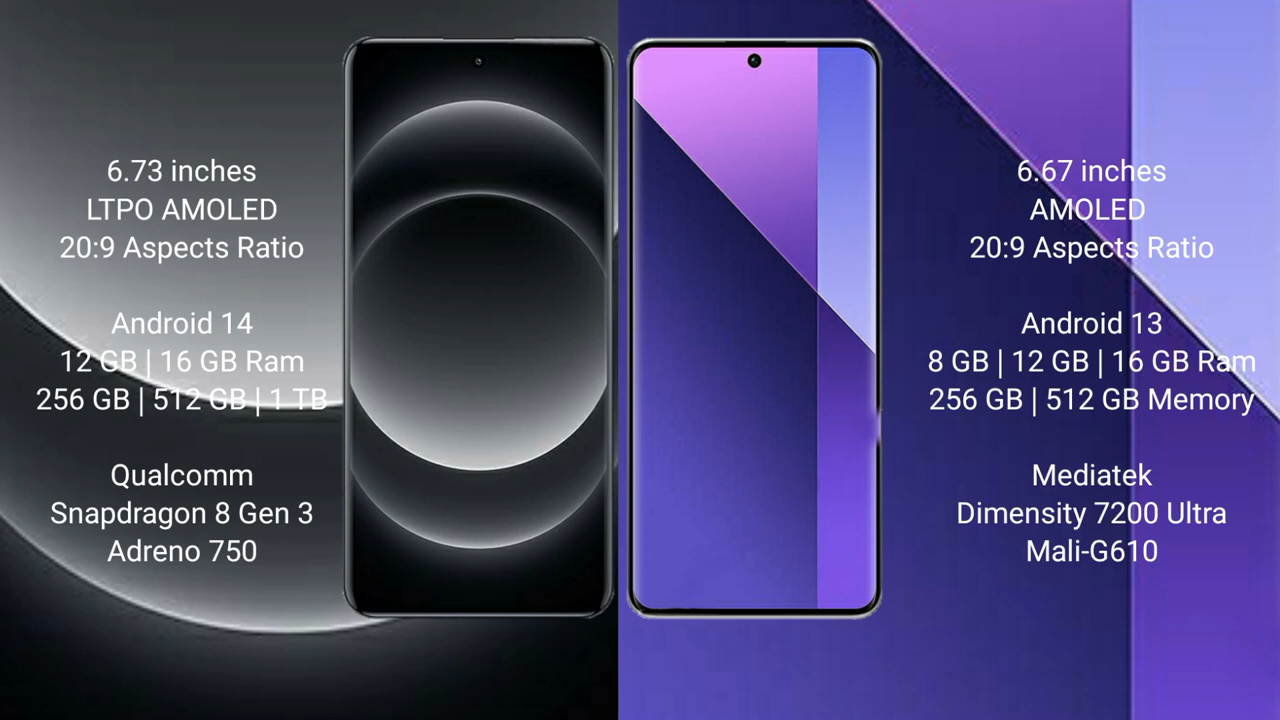 6.73 inches
LTPO AMOLED
20:9 Aspects Ratio
Android 14
12 GB | 16 GB Ram
256 GB | 512 GB | 1 TB
Qualcomm
Snapdragon 8 Gen 3
Adreno 750
6.67 inches
AMOLED
20:9 Aspects Ratio
Android 13
8 GB | 12 GB | 16 GB Ram
256 GB | 512 GB Memory
Mediatek
Dimensity 7200 Ultra
Mali-G610